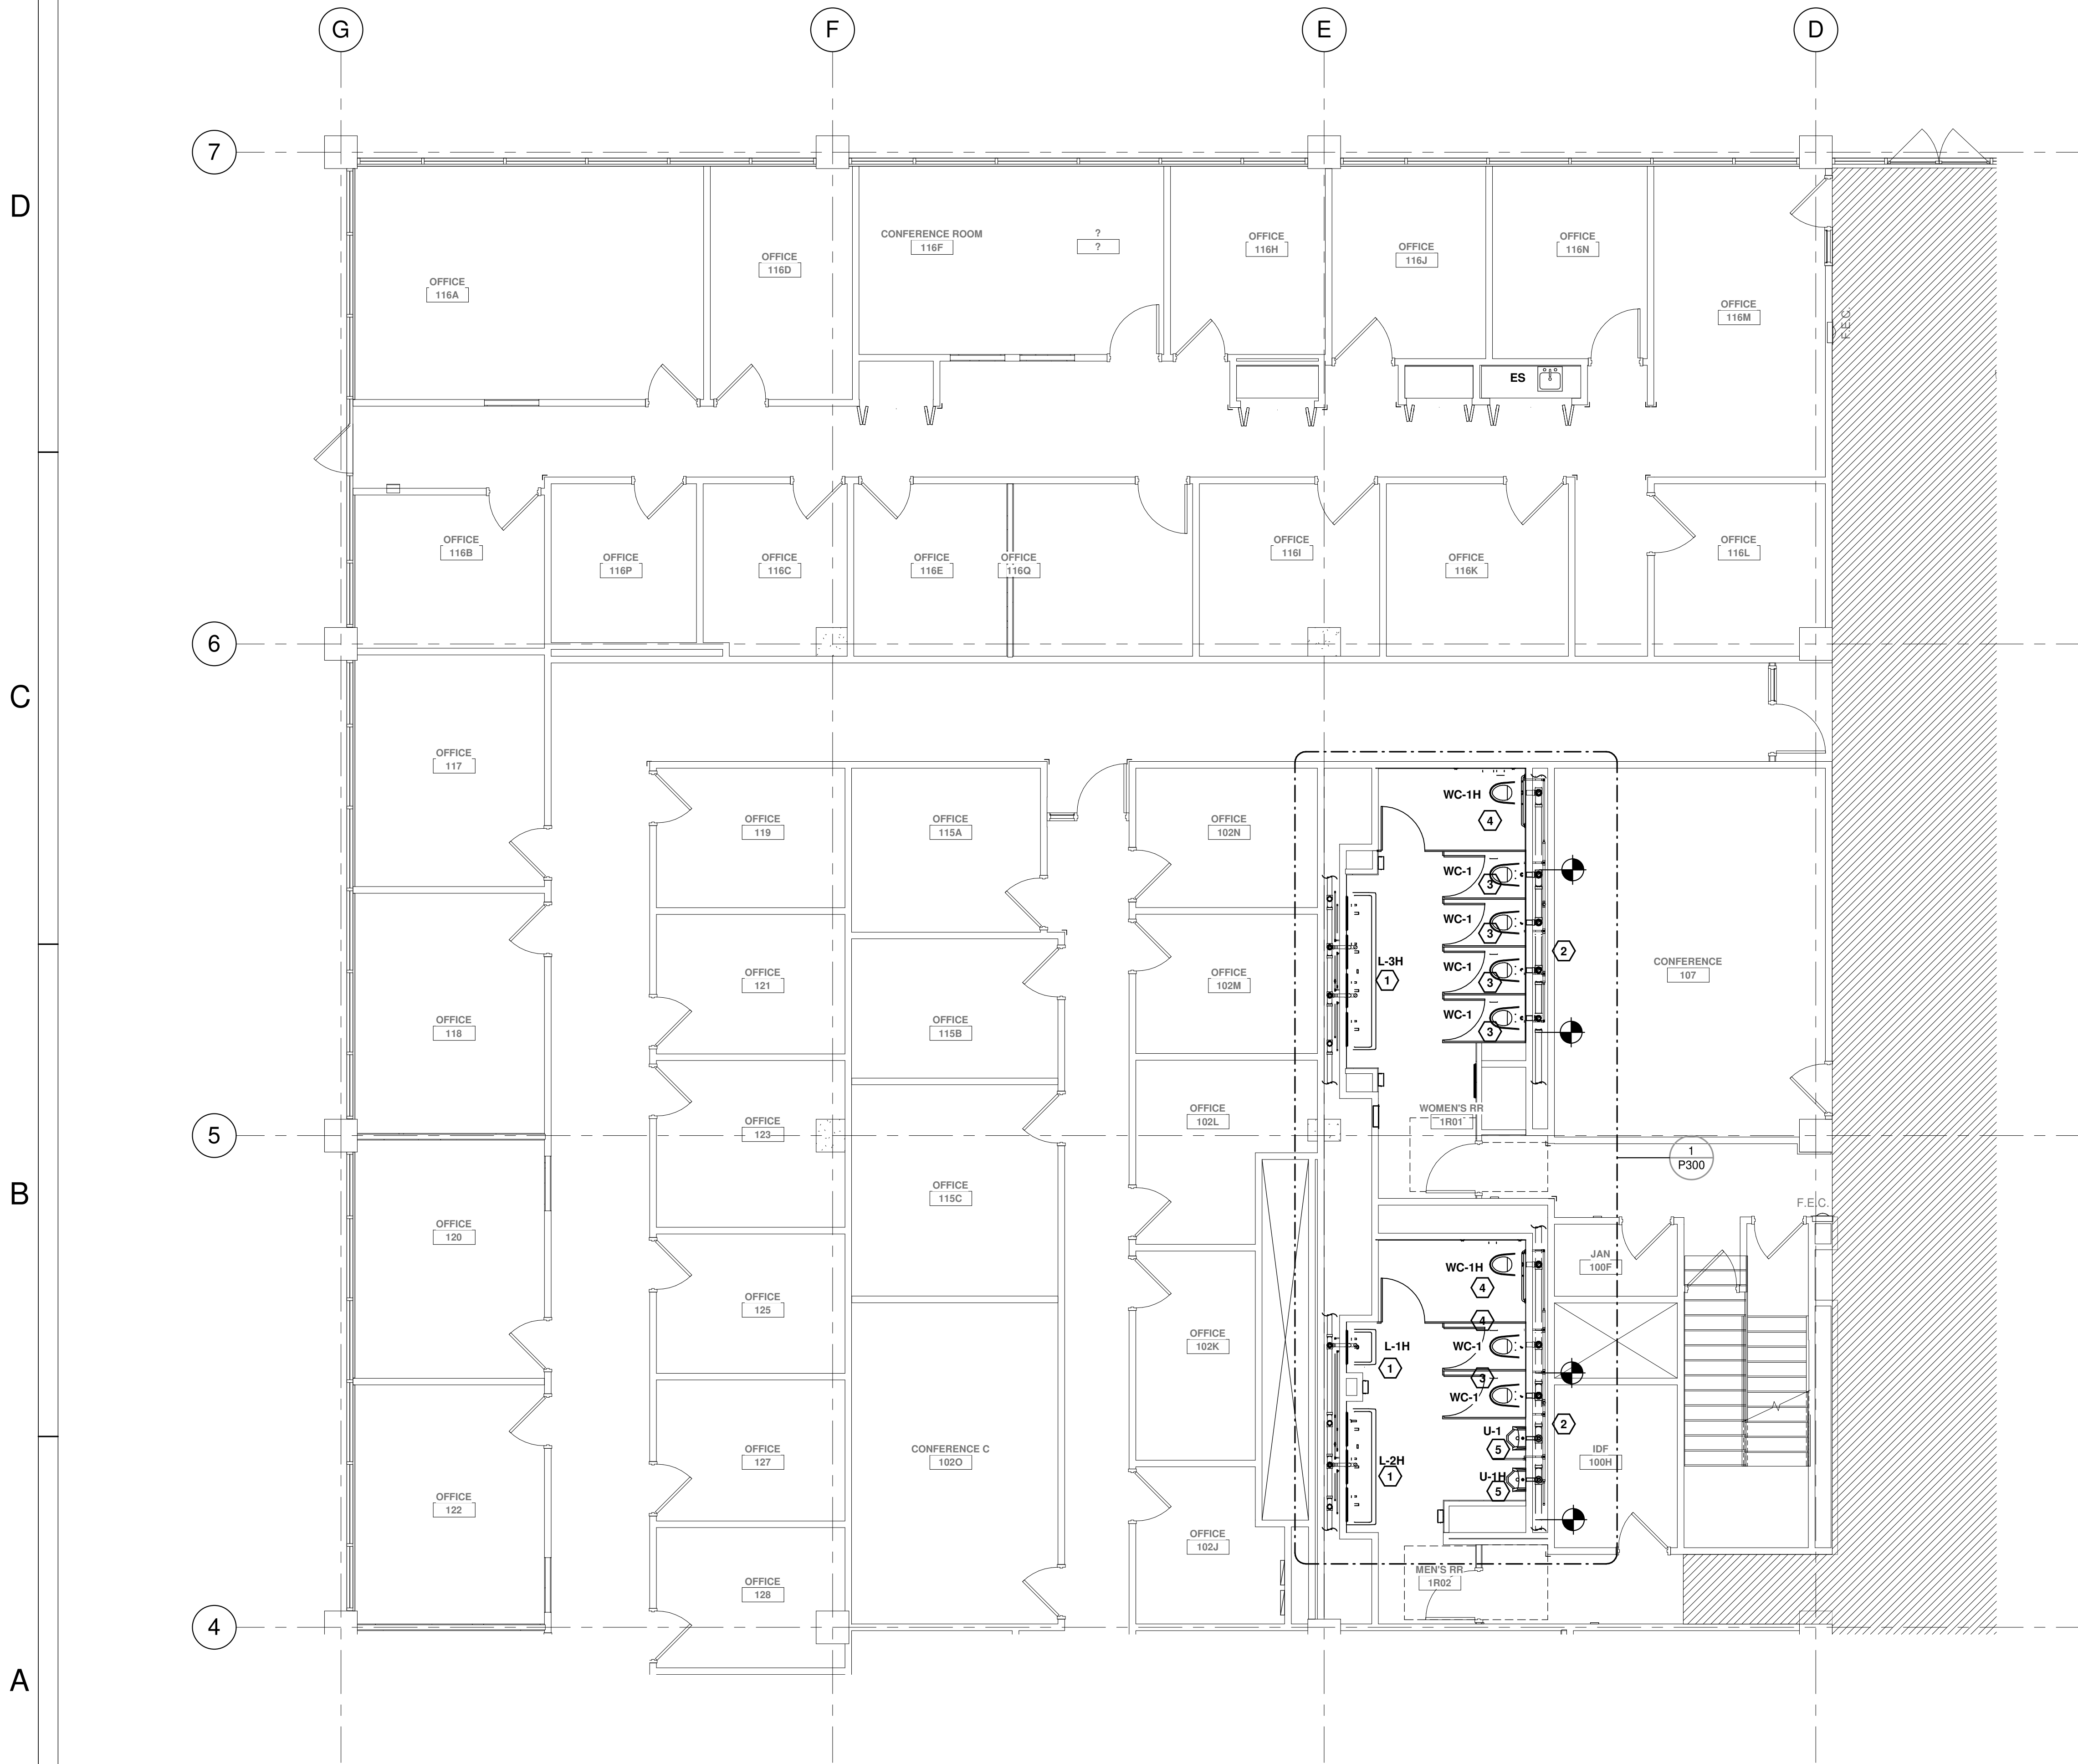 G F E D
7
D
CONFERENCE ROOM
116F
?
?
OFFICE
116H
OFFICE
116J
OFFICE
116N
OFFICE
116D
OFFICE
116A
OFFICE
116M
F.E.C.
ES
OFFICE
116B
OFFICE
116P
OFFICE
116C
OFFICE
116E
OFFICE
116Q
OFFICE
116I
OFFICE
116K
OFFICE
116L
6
C
OFFICE
117
WC-1H
4
OFFICE
119
OFFICE
115A
OFFICE
102N
WC-1
3
WC-1
3
2
L-3H
1
WC-1
3
CONFERENCE
107
OFFICE
121
OFFICE
102M
WC-1
3
OFFICE
118
OFFICE
115B
WOMEN'S RR
1R01
OFFICE
123
OFFICE
102L
5
1
P300
B
OFFICE
115C
F.E.C.
OFFICE
120
JAN
100F
WC-1H
4
OFFICE
125
4
OFFICE
102K
L-1H
1
WC-1
3
WC-1
2
U-1
5
OFFICE
127
CONFERENCE C
102O
IDF
100H
L-2H
1
U-1H
5
OFFICE
122
OFFICE
102J
MEN'S RR
1R02
OFFICE
128
4
A